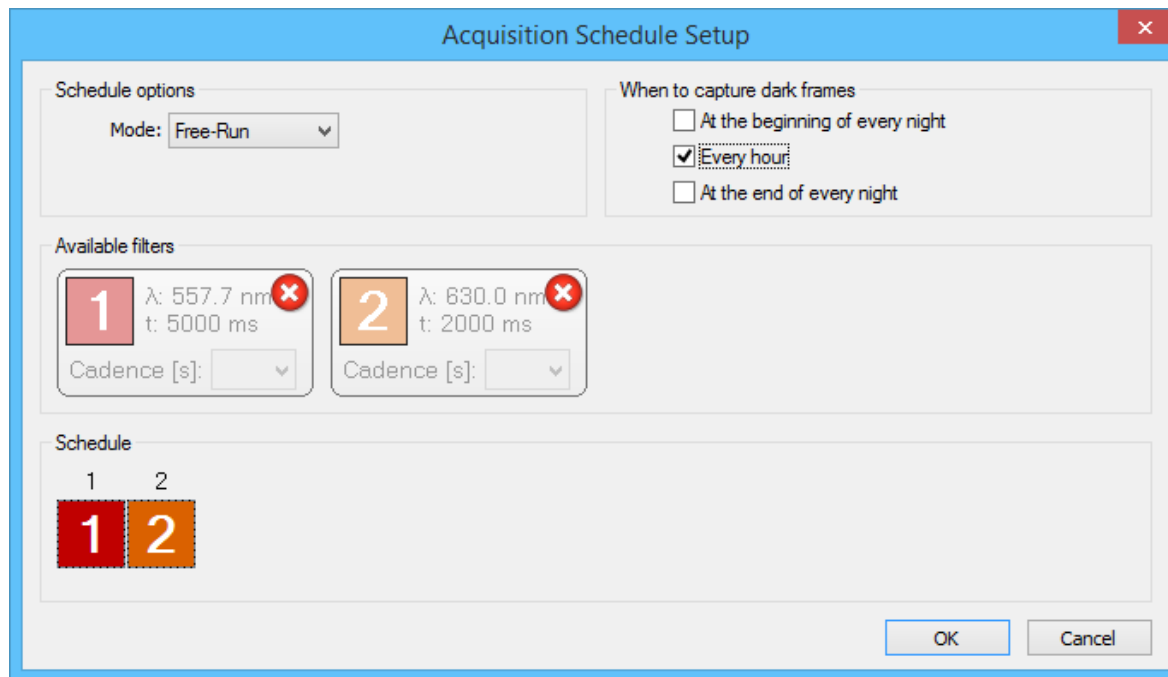 Acquisition Schedule Setup
Schedule options
Mode: Free-Run
When to capture dark frames
At the beginning of every night
Every hour
At the end of every night
Available filters
1
λ: 557.7 nm
t: 5000 ms
Cadence [s]:
2
λ: 630.0 nm
t: 2000 ms
Cadence [s]:
Schedule
1 2
1 2
OK Cancel